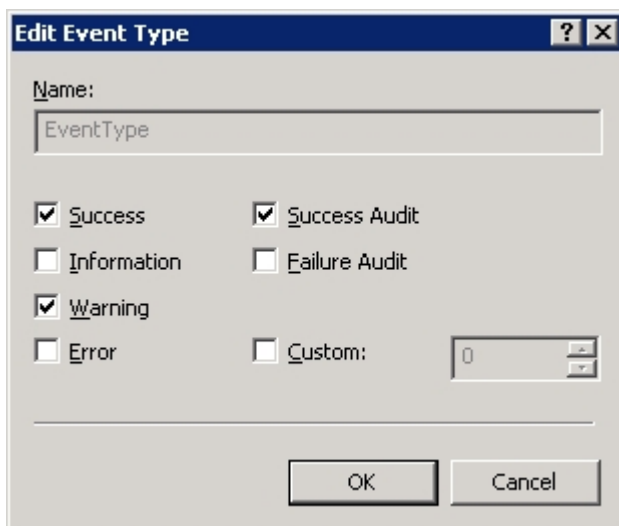 Edit Event Type
Name:
EventType
Success Success Audit
Information Failure Audit
Warning
Error Custom: 0
OK Cancel